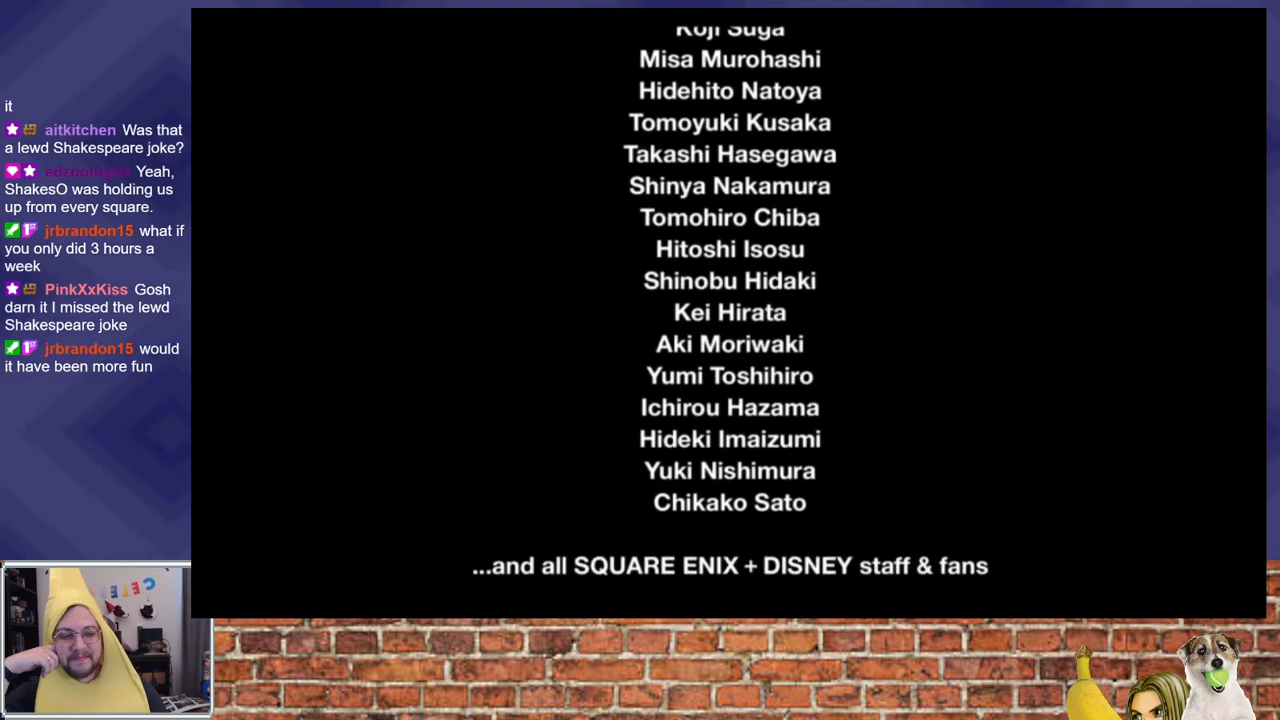 it
aitkitchen Was that
a lewd Shakespeare joke?
edzoologist Yeah,
ShakesO was holding us
up from every square.
jrbrandon15 what if
you only did 3 hours a
week
PinkXxKiss Gosh
darn it I missed the lewd
Shakespeare joke
jrbrandon15 would
it have been more fun
Koji Suga
Misa Murohashi
Hidehito Natoya
Tomoyuki Kusaka
Takashi Hasegawa
Shinya Nakamura
Tomohiro Chiba
Hitoshi Isosu
Shinobu Hidaki
Kei Hirata
Aki Moriwaki
Yumi Toshihiro
Ichirou Hazama
Hideki Imaizumi
Yuki Nishimura
Chikako Sato
...and all SQUARE ENIX + DISNEY staff & fans